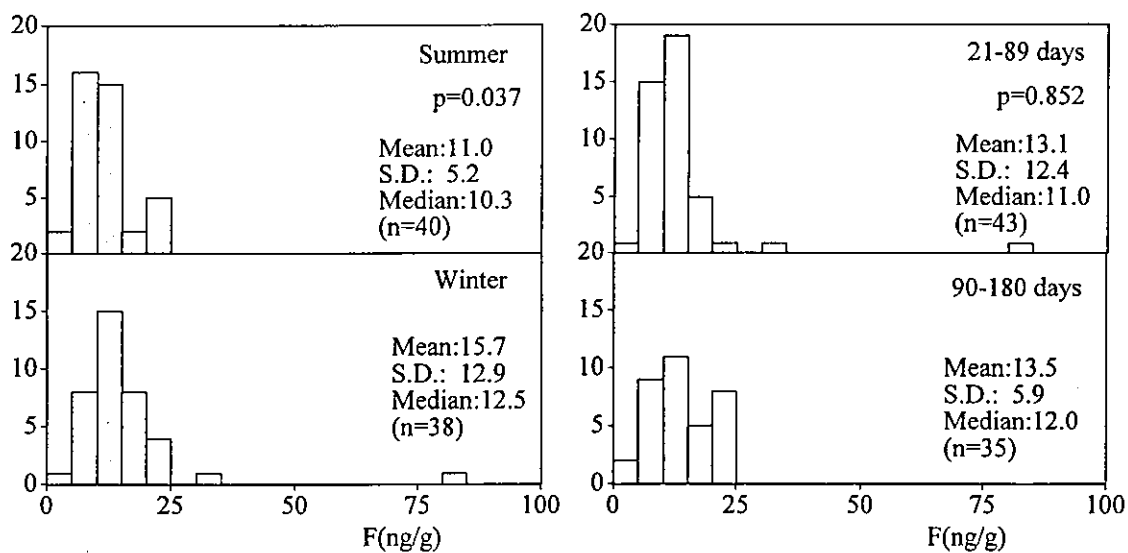 20
15
10
5
Summer
p=0.037
Mean:11.0
S.D.: 5.2
Median:10.3
(n=40)
20
15
10
5
0
Winter
Mean:15.7
S.D.: 12.9
Median:12.5
(n=38)
0
25
50
75
100
F(ng/g)
20
15
10
5
21-89 days
p=0.852
Mean:13.1
S.D.: 12.4
Median:11.0
(n=43)
20
15
10
5
0
90-180 days
Mean:13.5
S.D.: 5.9
Median:12.0
(n=35)
0
25
50
75
100
F(ng/g)